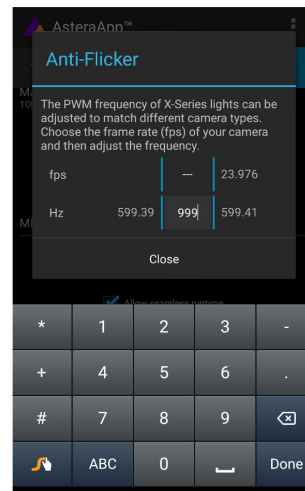 AsteraApp™
Anti-Flicker
The PWM frequency of X-Series lights can be
adjusted to match different camera types.
Choose the frame rate (fps) of your camera
and then adjust the frequency.
fps --- 23.976
Hz 599.39 999 599.41
Close
Allow seamless runtime
* 1 2 3 -
+ 4 5 6 .
# 7 8 9
ABC 0 Done